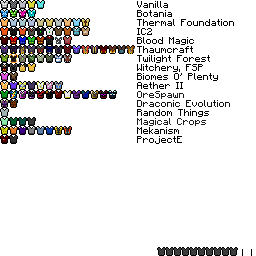 Vanilla
Botania
Thermal Foundation
IC2
Blood Magic
Thaumcraft
Twilight Forest
Witchery, FSP
Biomes O' Plenty
Aether II
OreSpawn
Draconic Evolution
Random Things
Magical Crops
Mekanism
ProjectE